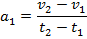 a₁ = (v₂ − v₁) / (t₂ − t₁)